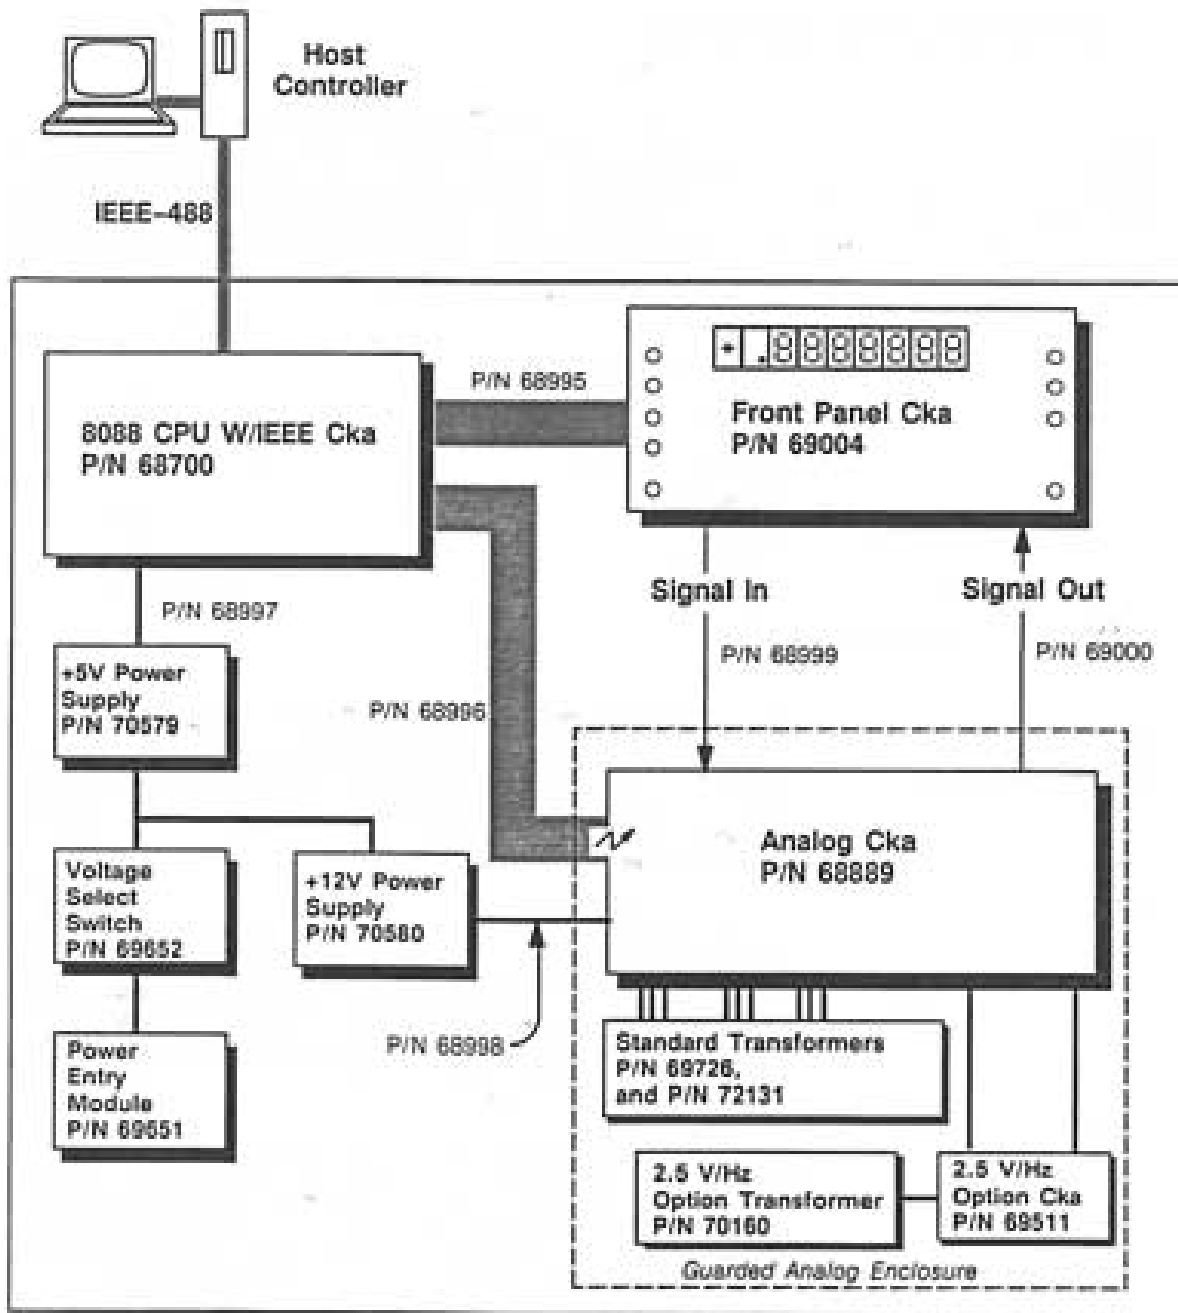 Host
Controller
IEEE-488
P/N 68995
8088 CPU W/IEEE Cka
P/N 68700
Front Panel Cka
P/N 69004
Signal In
Signal Out
P/N 68997
P/N 68999
P/N 69000
+5V Power
Supply
P/N 70579
P/N 68996
Voltage
Select
Switch
P/N 69652
+12V Power
Supply
P/N 70580
Analog Cka
P/N 68889
P/N 68998
Power
Entry
Module
P/N 69651
Standard Transformers
P/N 69726,
and P/N 72131
2.5 V/Hz
Option Transformer
P/N 70160
2.5 V/Hz
Option Cka
P/N 69511
Guarded Analog Enclosure